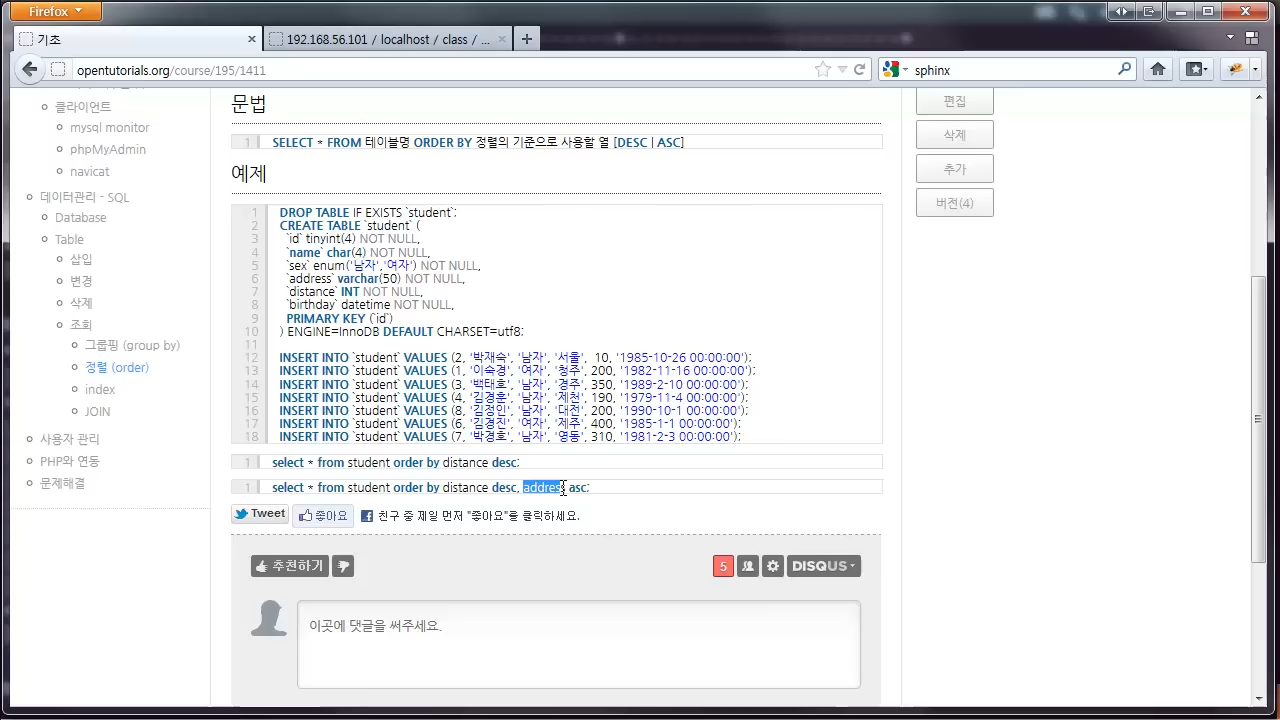 Firefox
기초
192.168.56.101 / localhost / class / ...
opentutorials.org/course/195/1411
sphinx
클라이언트
mysql monitor
phpMyAdmin
navicat
데이터관리 - SQL
Database
Table
삽입
변경
삭제
조회
그룹핑 (group by)
정렬 (order)
index
JOIN
사용자 관리
PHP와 연동
문제해결
문법
1 SELECT * FROM 테이블명 ORDER BY 정렬의 기준으로 사용할 열 [DESC | ASC]
예제
1 DROP TABLE IF EXISTS `student`;
2 CREATE TABLE `student` (
3 `id` tinyint(4) NOT NULL,
4 `name` char(4) NOT NULL,
5 `sex` enum('남자','여자') NOT NULL,
6 `address` varchar(50) NOT NULL,
7 `distance` INT NOT NULL,
8 `birthday` datetime NOT NULL,
9 PRIMARY KEY (`id`)
10 ) ENGINE=InnoDB DEFAULT CHARSET=utf8;
11
12 INSERT INTO `student` VALUES (2, '박재숙', '남자', '서울', 10, '1985-10-26 00:00:00');
13 INSERT INTO `student` VALUES (1, '이숙경', '여자', '청주', 200, '1982-11-16 00:00:00');
14 INSERT INTO `student` VALUES (3, '백태호', '남자', '경주', 350, '1989-2-10 00:00:00');
15 INSERT INTO `student` VALUES (4, '김경훈', '남자', '제천', 190, '1979-11-4 00:00:00');
16 INSERT INTO `student` VALUES (8, '김정인', '남자', '대전', 200, '1990-10-1 00:00:00');
17 INSERT INTO `student` VALUES (6, '김경진', '여자', '제주', 400, '1985-1-1 00:00:00');
18 INSERT INTO `student` VALUES (7, '박경호', '남자', '영동', 310, '1981-2-3 00:00:00');
1 select * from student order by distance desc;
1 select * from student order by distance desc, address asc;
Tweet 좋아요 친구 중 제일 먼저 "좋아요"를 클릭하세요.
추천하기 5 DISQUS
이곳에 댓글을 써주세요.
편집
삭제
추가
버전(4)